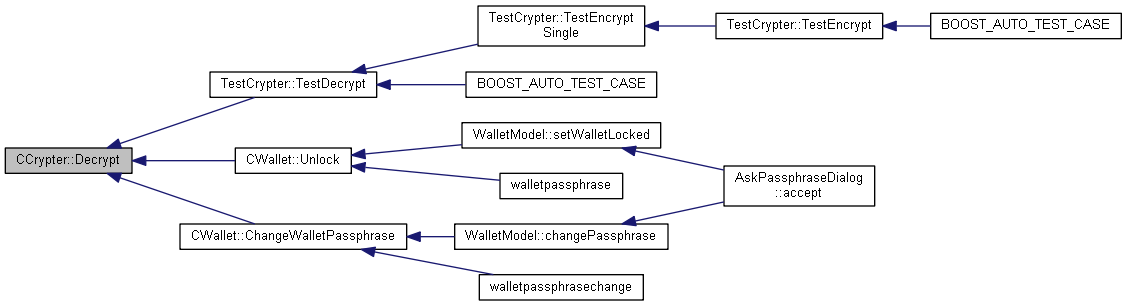 TestCrypter::TestEncrypt
Single
TestCrypter::TestEncrypt
BOOST_AUTO_TEST_CASE
TestCrypter::TestDecrypt
BOOST_AUTO_TEST_CASE
CCrypter::Decrypt
CWallet::Unlock
WalletModel::setWalletLocked
walletpassphrase
AskPassphraseDialog
::accept
CWallet::ChangeWalletPassphrase
WalletModel::changePassphrase
walletpassphrasechange